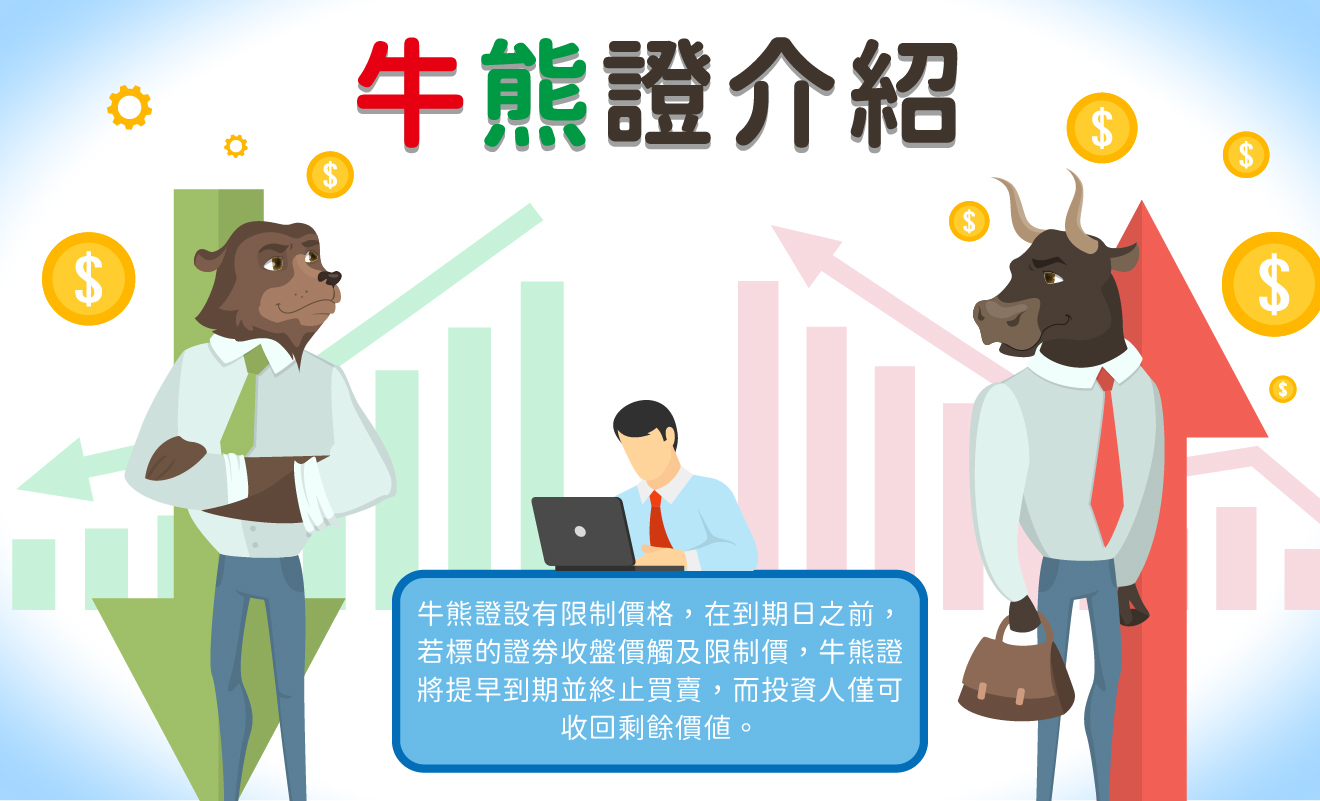 牛熊證介紹
牛熊證設有限制價格，在到期日之前，
若標的證券收盤價觸及限制價，牛熊證
將提早到期並終止買賣，而投資人僅可
收回剩餘價值。
$
$
$
$
$
$
$